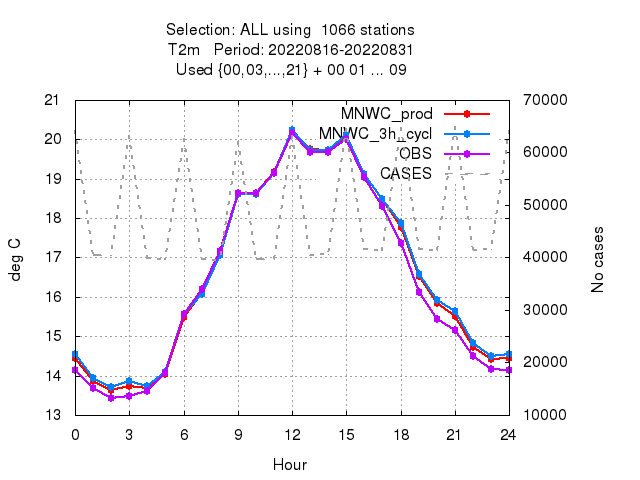 Selection: ALL using  1066 stations
T2m   Period: 20220816-20220831
Used {00,03,...,21} + 00 01 ... 09
21 70000
MNWC_prod
20 MNWC_3h_cycl 60000
OBS
19 CASES
18 50000
17 40000
deg C
No cases
16 30000
15
14 20000
13 10000
0 3 6 9 12 15 18 21 24
Hour